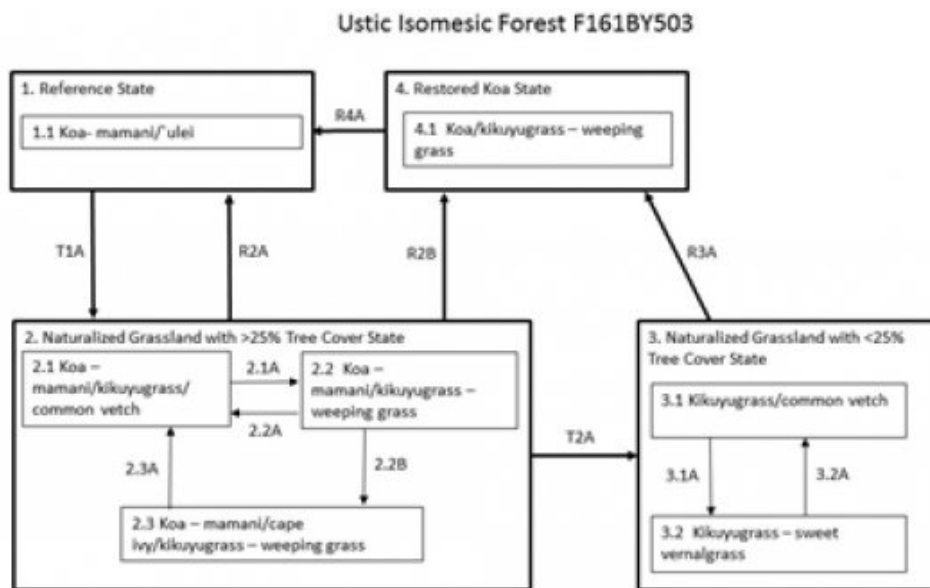 Ustic Isomesic Forest F161BY503
1. Reference State
1.1 Koa- mamani/`ulei
R4A
4. Restored Koa State
4.1 Koa/kikuyugrass – weeping
grass
T1A
R2A
R2B
R3A
2. Naturalized Grassland with >25% Tree Cover State
2.1 Koa –
mamani/kikuyugrass/
common vetch
2.1A
2.2 Koa –
mamani/kikuyugrass –
weeping grass
2.2A
2.3A
2.2B
2.3 Koa – mamani/cape
ivy/kikuyugrass – weeping grass
T2A
3. Naturalized Grassland with <25%
Tree Cover State
3.1 Kikuyugrass/common vetch
3.1A
3.2A
3.2 Kikuyugrass – sweet
vernalgrass